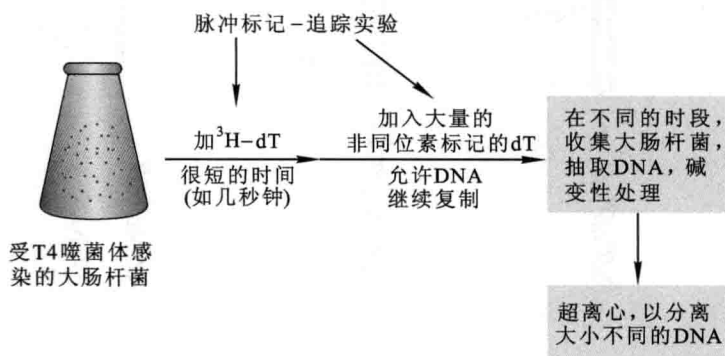 脉冲标记-追踪实验
加³H-dT
很短的时间
(如几秒钟)
加入大量的
非同位素标记的dT
允许DNA
继续复制
在不同的时段,
收集大肠杆菌,
抽取DNA, 碱
变性处理
受T4噬菌体感
染的大肠杆菌
超离心, 以分离
大小不同的DNA